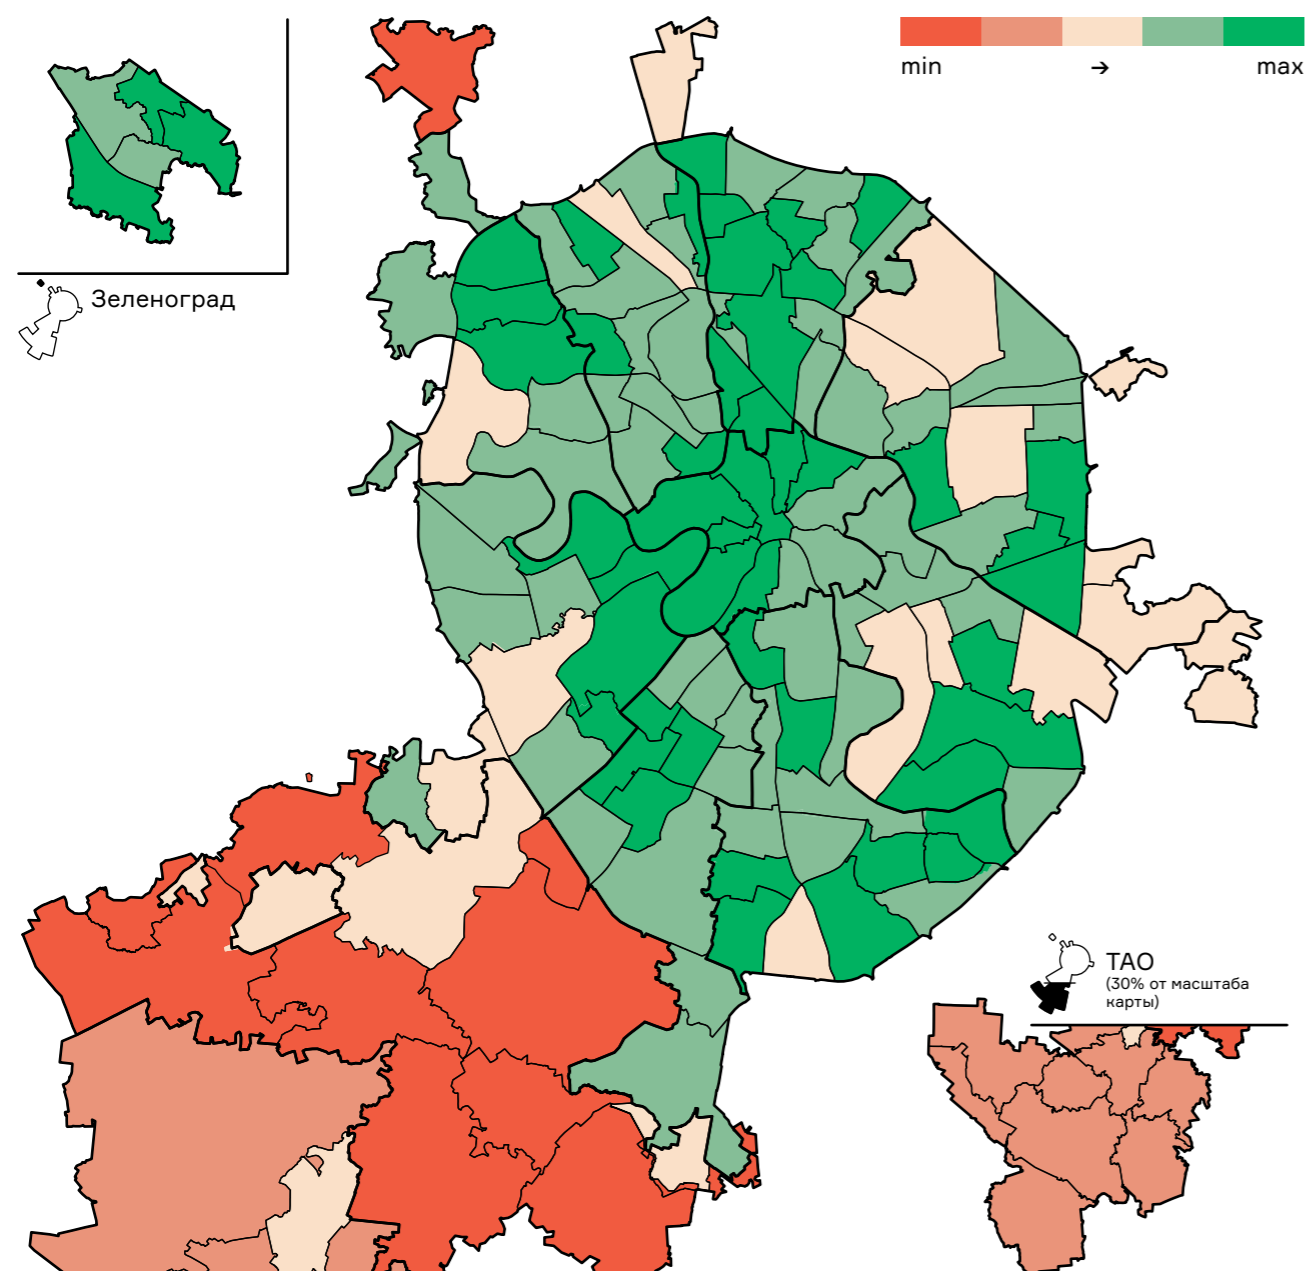 min → max
Зеленоград
ТАО
(30% от масштаба
карты)